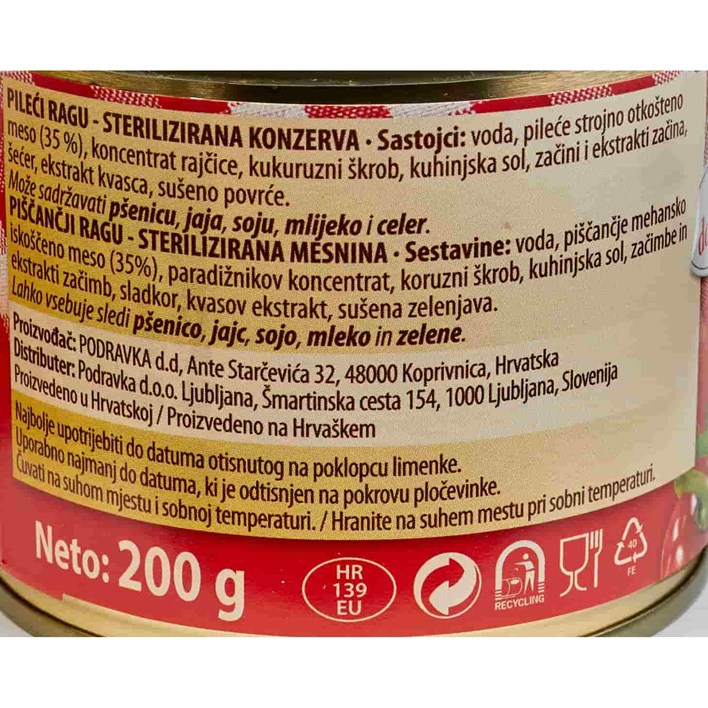 PILEĆI RAGU - STERILIZIRANA KONZERVA · Sastojci: voda, pileće strojno otkošteno
meso (35 %), koncentrat rajčice, kukuruzni škrob, kuhinjska sol, začini i ekstrakti začina,
šećer, ekstrakt kvasca, sušeno povrće.
Može sadržavati pšenicu, jaja, soju, mlijeko i celer.
PIŠČANČJI RAGU - STERILIZIRANA MESNINA · Sestavine: voda, piščančje mehansko
iskoščeno meso (35%), paradižnikov koncentrat, koruzni škrob, kuhinjska sol, začimbe in
ekstrakti začimb, sladkor, kvasov ekstrakt, sušena zelenjava.
Lahko vsebuje sledi pšenico, jajc, sojo, mleko in zelene.
Proizvođač: PODRAVKA d.d, Ante Starčevića 32, 48000 Koprivnica, Hrvatska
Distributer: Podravka d.o.o. Ljubljana, Šmartinska cesta 154, 1000 Ljubljana, Slovenija
Proizvedeno u Hrvatskoj / Proizvedeno na Hrvaškem
Najbolje upotrijebiti do datuma otisnutog na poklopcu limenke.
Uporabno najmanj do datuma, ki je odtisnjen na pokrovu pločevinke.
Čuvati na suhom mjestu i sobnoj temperaturi. / Hranite na suhem mestu pri sobni temperaturi.
Neto: 200 g
HR
139
EU
RECYCLING
40
FE